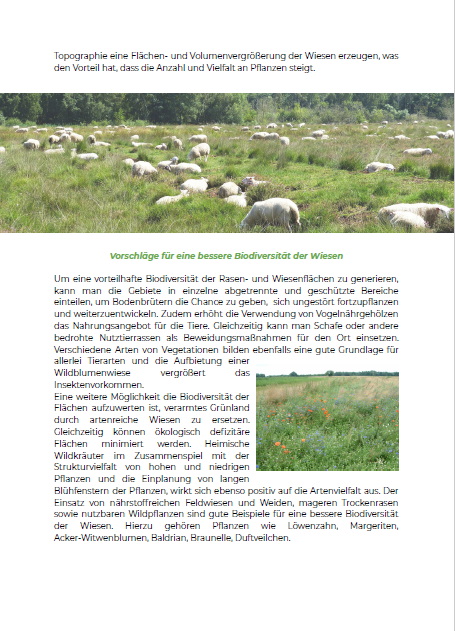 Topographie eine Flächen- und Volumenvergrößerung der Wiesen erzeugen, was
den Vorteil hat, dass die Anzahl und Vielfalt an Pflanzen steigt.
Vorschläge für eine bessere Biodiversität der Wiesen
Um eine vorteilhafte Biodiversität der Rasen- und Wiesenflächen zu generieren,
kann man die Gebiete in einzelne abgetrennte und geschützte Bereiche
einteilen, um Bodenbrütern die Chance zu geben, sich ungestört fortzupflanzen
und weiterzuentwickeln. Zudem erhöht die Verwendung von Vogelnährgehölzen
das Nahrungsangebot für die Tiere. Gleichzeitig kann man Schafe oder andere
bedrohte Nutztierrassen als Beweidungsmaßnahmen für den Ort einsetzen.
Verschiedene Arten von Vegetationen bilden ebenfalls eine gute Grundlage für
allerlei Tierarten und die Aufbietung einer
Wildblumenwiese vergrößert das
Insektenvorkommen.
Eine weitere Möglichkeit die Biodiversität der
Flächen aufzuwerten ist, verarmtes Grünland
durch artenreiche Wiesen zu ersetzen.
Gleichzeitig können ökologisch defizitäre
Flächen minimiert werden. Heimische
Wildkräuter im Zusammenspiel mit der
Strukturvielfalt von hohen und niedrigen
Pflanzen und die Einplanung von langen
Blühfenstern der Pflanzen, wirkt sich ebenso positiv auf die Artenvielfalt aus. Der
Einsatz von nährstoffreichen Feldwiesen und Weiden, mageren Trockenrasen
sowie nutzbaren Wildpflanzen sind gute Beispiele für eine bessere Biodiversität
der Wiesen. Hierzu gehören Pflanzen wie Löwenzahn, Margeriten,
Acker-Witwenblumen, Baldrian, Braunelle, Duftveilchen.